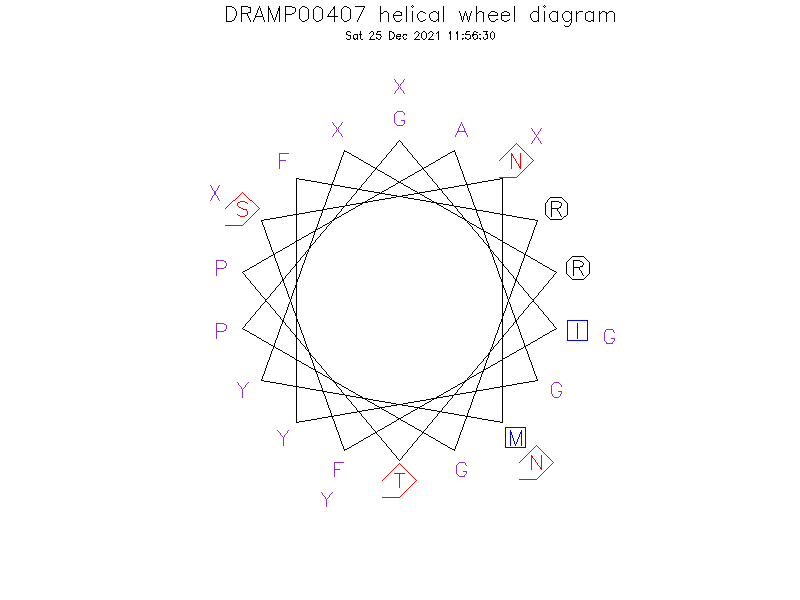 DRAMP00407 helical wheel diagram
Sat 25 Dec 2021 11:56:30
X
G
X A X
F N
X S R
P R
P I G
Y G
Y M
F G N
T
Y